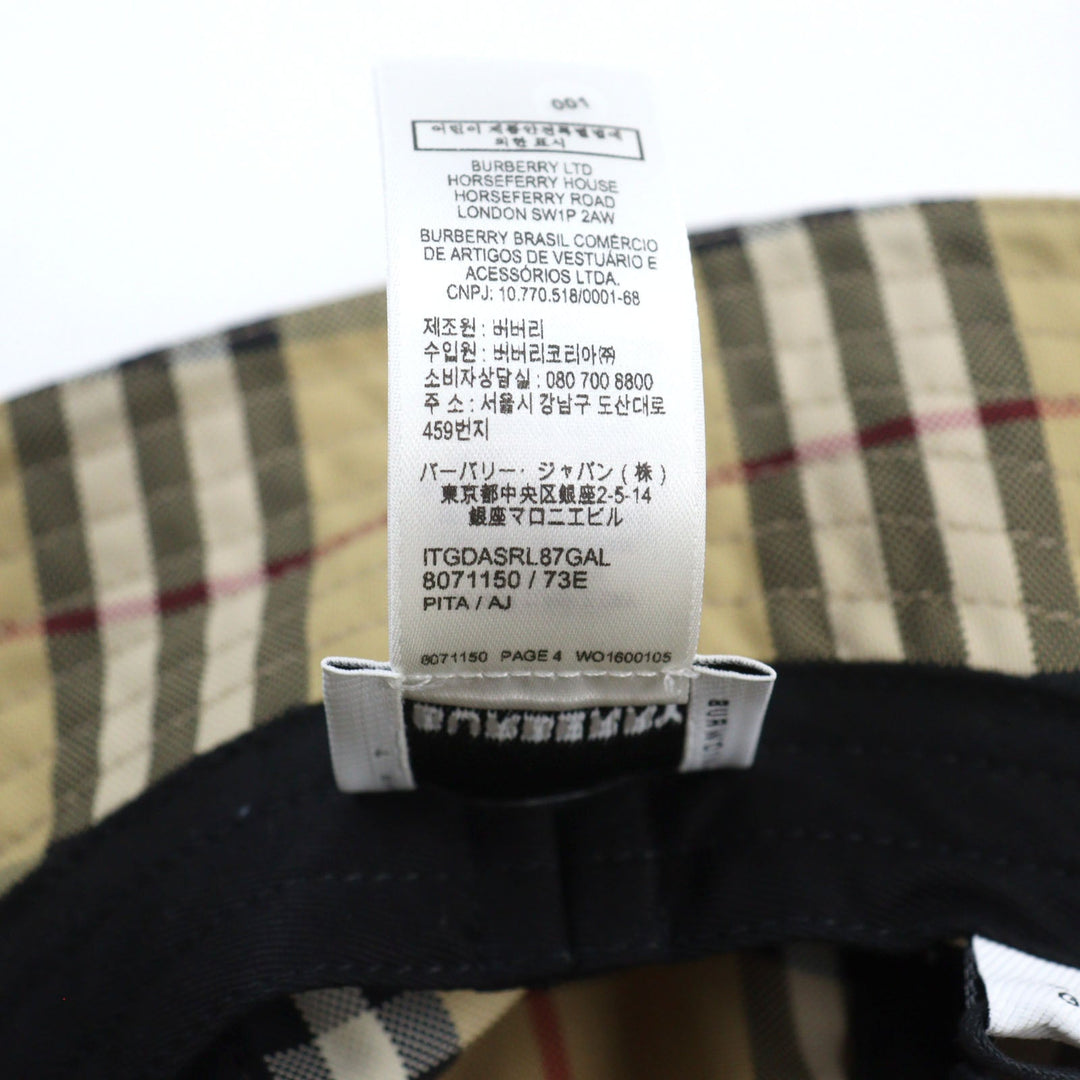 001
어린이 제품안전특별법에
의한 표시
BURBERRY LTD
HORSEFERRY HOUSE
HORSEFERRY ROAD
LONDON SW1P 2AW
BURBERRY BRASIL COMÉRCIO
DE ARTIGOS DE VESTUÁRIO E
ACESSÓRIOS LTDA.
CNPJ: 10.770.518/0001-68
제조원 : 버버리
수입원 : 버버리코리아㈜
소비자상담실 : 080 700 8800
주 소 : 서울시 강남구 도산대로
459번지
バーバリー・ジャパン ( 株 )
東京都中央区銀座2-5-14
銀座マロニエビル
ITGDASRL87GAL
8071150 / 73E
PITA / AJ
8071150 PAGE 4 WO1600105
BURBERRY